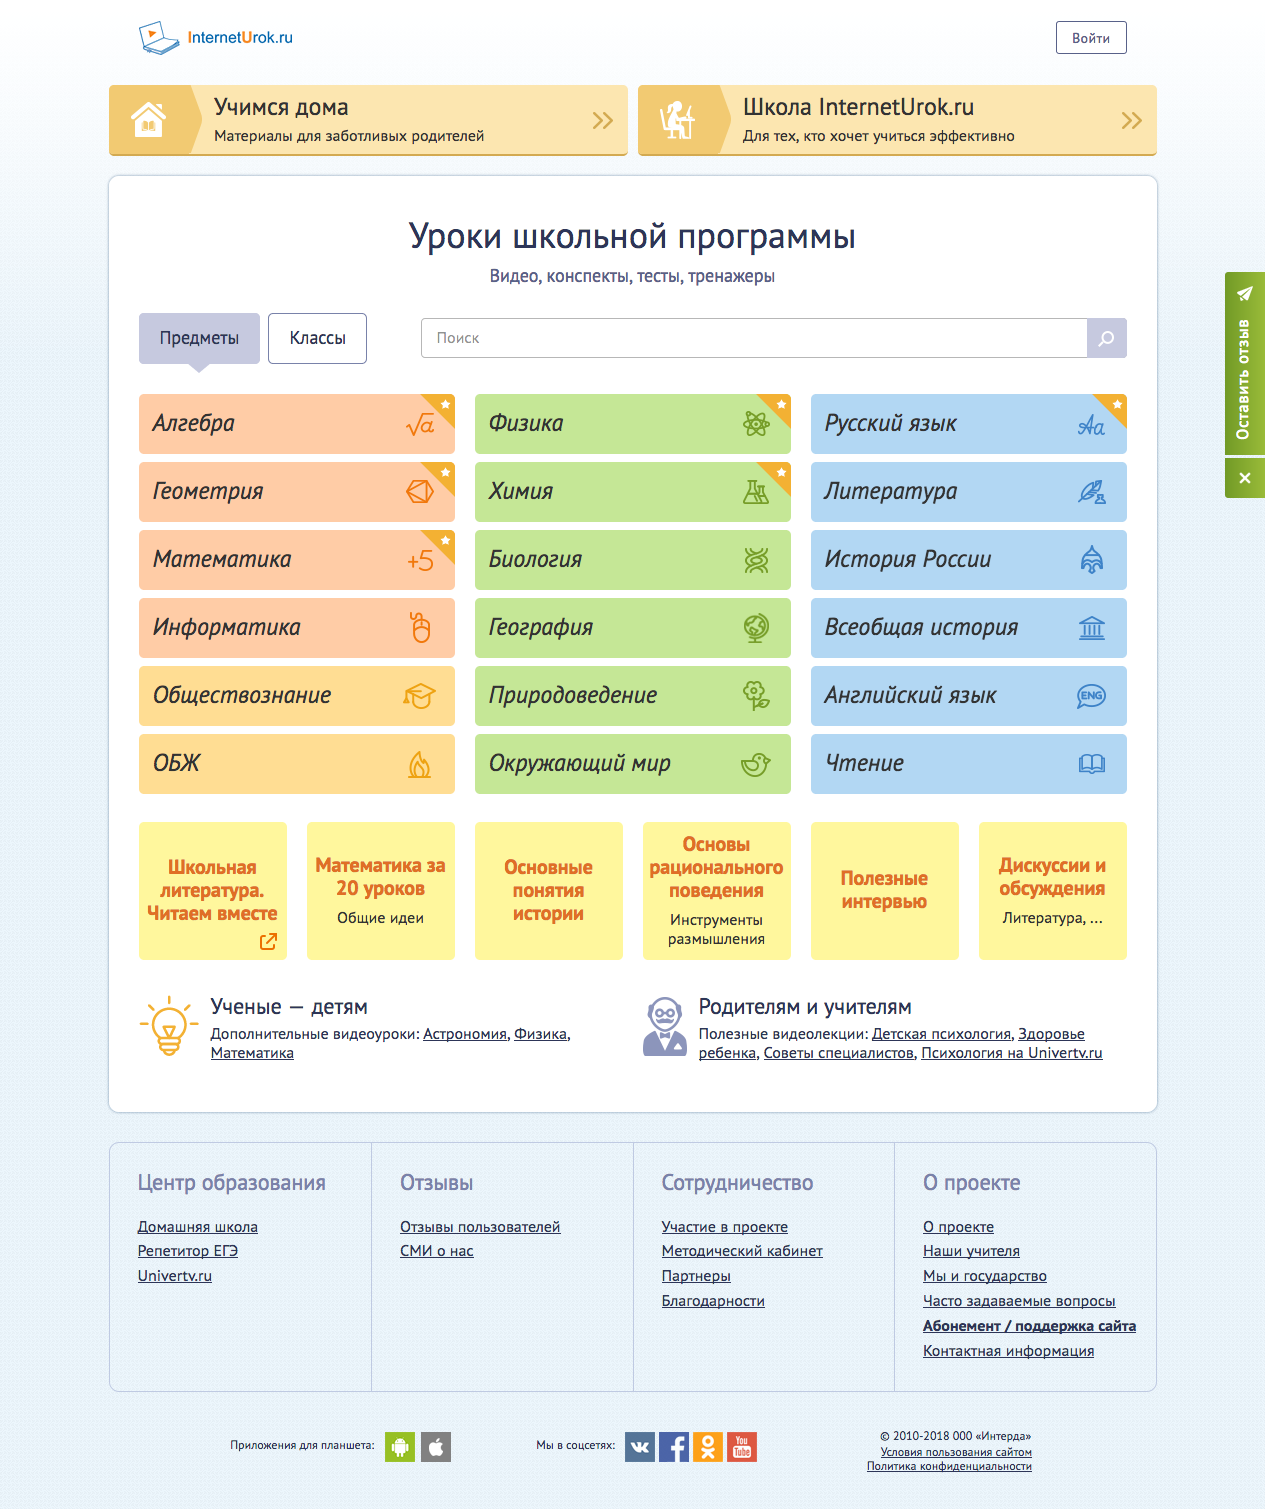 InternetUrok.ru
Войти
Учимся дома
Материалы для заботливых родителей
Школа InternetUrok.ru
Для тех, кто хочет учиться эффективно
Уроки школьной программы
Видео, конспекты, тесты, тренажеры
Предметы
Классы
Поиск
Оставить отзыв
Алгебра
√a
Физика
Русский язык
Aa
Геометрия
Химия
Литература
Математика
+5
Биология
История России
Информатика
География
Всеобщая история
Обществознание
Природоведение
Английский язык
ENG
ОБЖ
Окружающий мир
Чтение
Школьная
литература.
Читаем вместе
Математика за
20 уроков
Общие идеи
Основные
понятия
истории
Основы
рационального
поведения
Инструменты
размышления
Полезные
интервью
Дискуссии и
обсуждения
Литература, ...
Ученые — детям
Дополнительные видеоуроки: Астрономия, Физика,
Математика
Родителям и учителям
Полезные видеолекции: Детская психология, Здоровье
ребенка, Советы специалистов, Психология на Univertv.ru
Центр образования
Домашняя школа
Репетитор ЕГЭ
Univertv.ru
Отзывы
Отзывы пользователей
СМИ о нас
Сотрудничество
Участие в проекте
Методический кабинет
Партнеры
Благодарности
О проекте
О проекте
Наши учителя
Мы и государство
Часто задаваемые вопросы
Абонемент / поддержка сайта
Контактная информация
Приложения для планшета:
Мы в соцсетях:
You
Tube
© 2010-2018 ООО «Интерда»
Условия пользования сайтом
Политика конфиденциальности